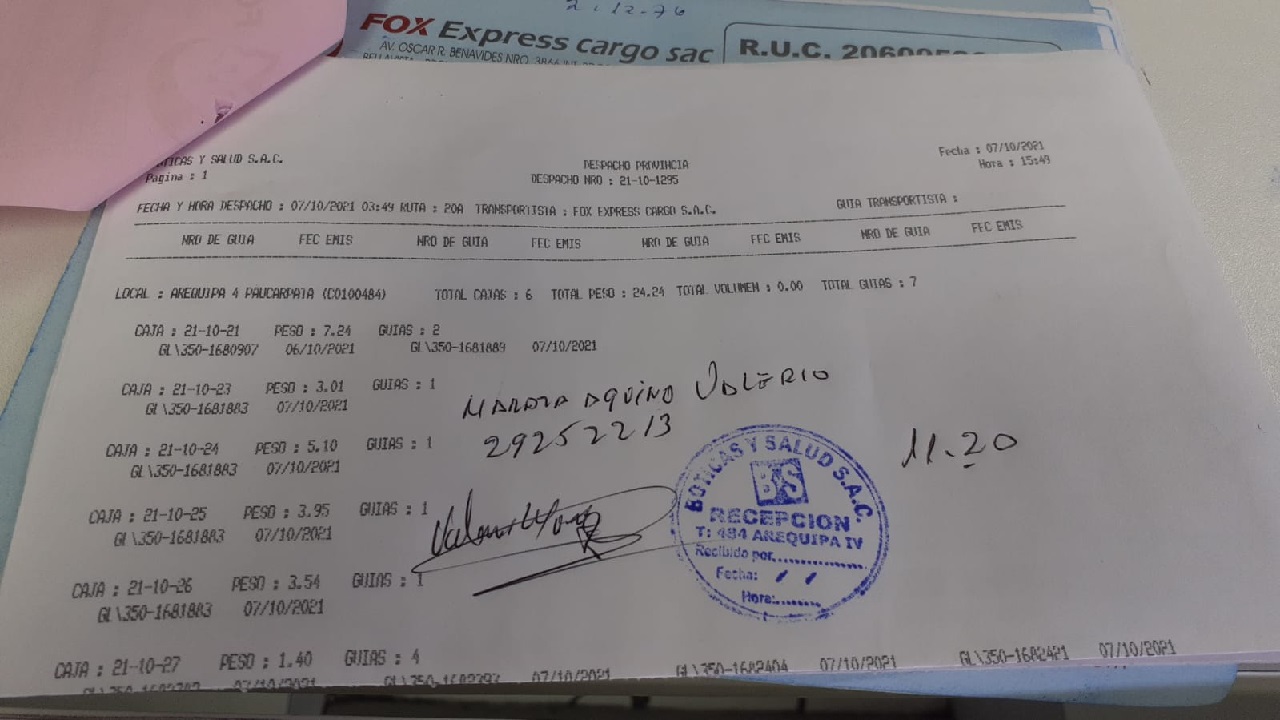 2.12.76
FOX Express cargo sac
R.U.C.
AV. OSCAR R. BENAVIDES NRO.
Y SALUD S.A.C.
Pagina : 1
DESPACHO PROVINCIA
DESPACHO NRO : 21-10-1295
Fecha : 07/10/2021
Hora : 15:49
FECHA Y HORA DESPACHO : 07/10/2021 03:49 RUTA : 20A TRANSPORTISTA : FOX EXPRESS CARGO S.A.C. GUIA TRANSPORTISTA :
NRO DE GUIA FEC EMIS NRO DE GUIA FEC EMIS NRO DE GUIA FEC EMIS NRO DE GUIA FEC EMIS
LOCAL : AREQUIPA 4 PAUCARPATA (C0100484) TOTAL CAJAS : 6 TOTAL PESO : 24.24 TOTAL VOLUMEN : 0.00 TOTAL GUIAS : 7
CAJA : 21-10-21 PESO : 7.24 GUIAS : 2
GL\350-1680907 06/10/2021 GL\350-1681889 07/10/2021
CAJA : 21-10-23 PESO : 3.01 GUIAS : 1
GL\350-1681883 07/10/2021
CAJA : 21-10-24 PESO : 5.10 GUIAS : 1
GL\350-1681883 07/10/2021
CAJA : 21-10-25 PESO : 3.95 GUIAS : 1
GL\350-1681883 07/10/2021
CAJA : 21-10-26 PESO : 3.54 GUIAS : 1
GL\350-1681883 07/10/2021
CAJA : 21-10-27 PESO : 1.40 GUIAS : 4
07/10/2021 GL\350-1682397 07/10/2021 GL\350-1682404 07/10/2021 GL\350-1682421 07/10/2021
AQUINO VALERIO
29252213
11.20
BOTICAS Y SALUD S.A.C.
BS
RECEPCION
T: 484 AREQUIPA IV
Recibido por..............
Fecha: / /
Hora:........